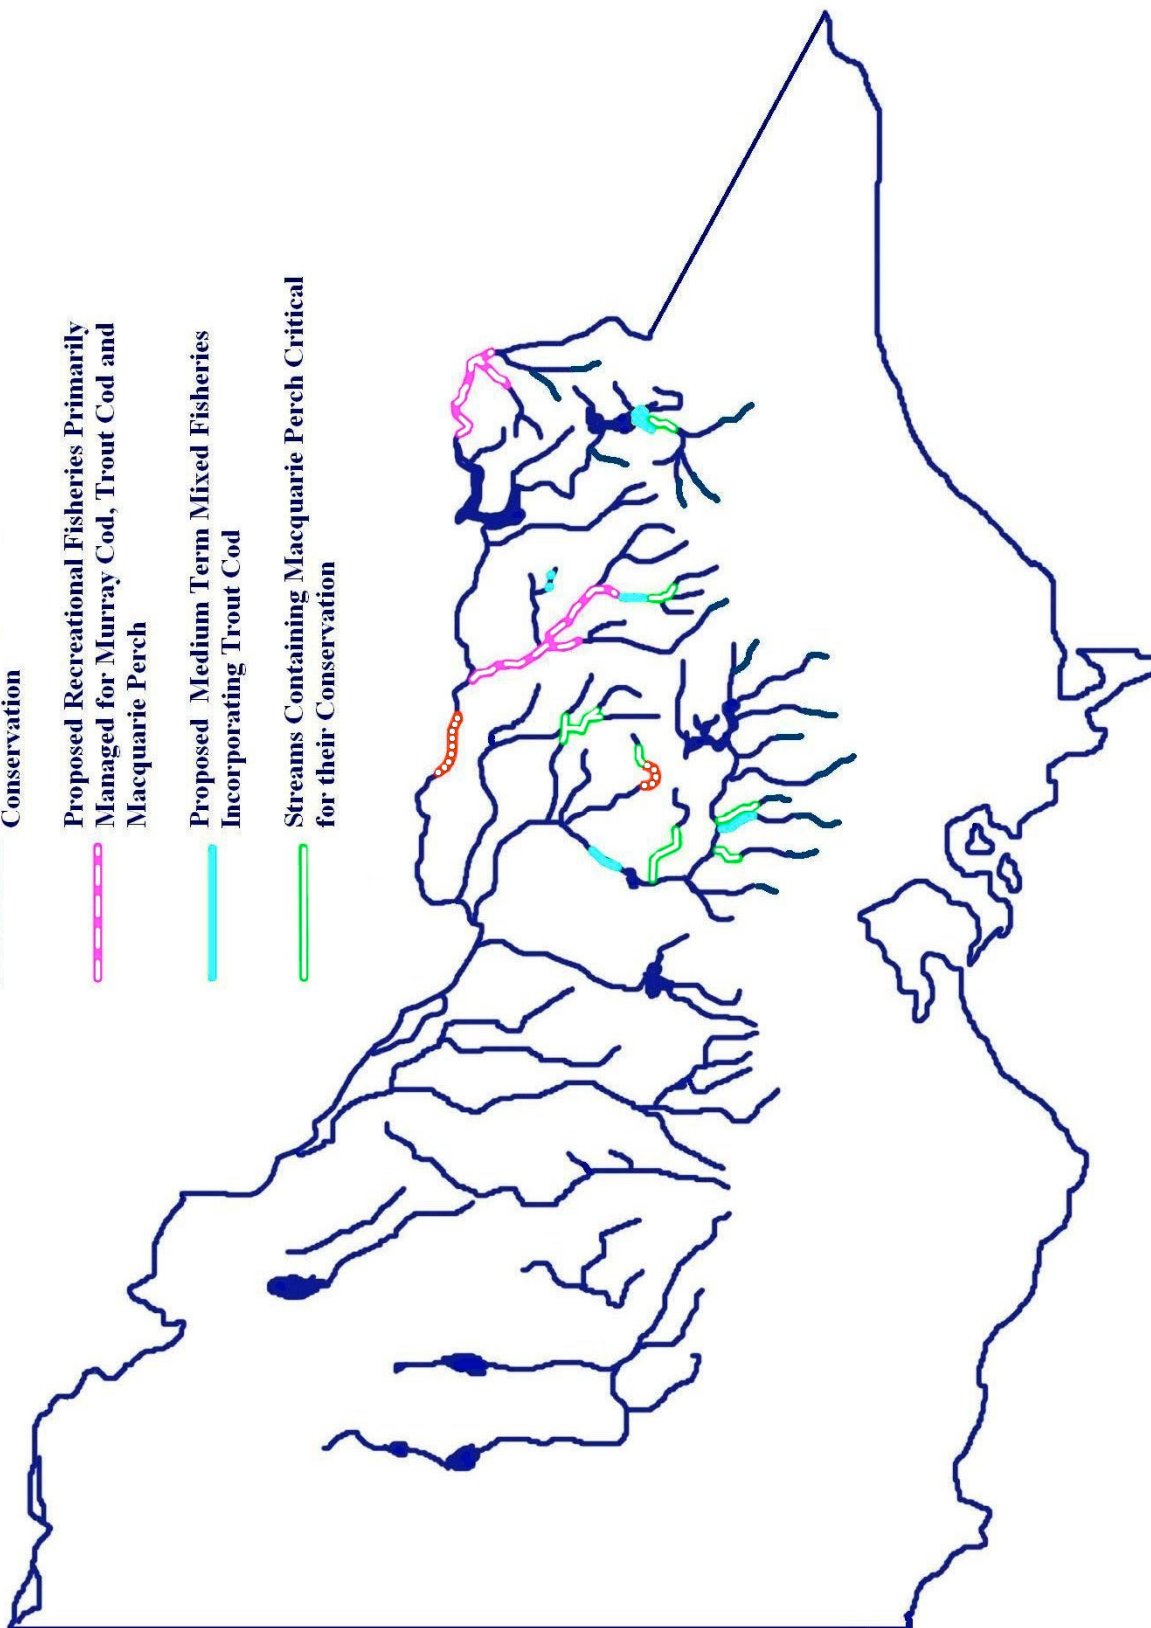 Conservation
Proposed Recreational Fisheries Primarily
Managed for Murray Cod, Trout Cod and
Macquarie Perch
Proposed Medium Term Mixed Fisheries
Incorporating Trout Cod
Streams Containing Macquarie Perch Critical
for their Conservation